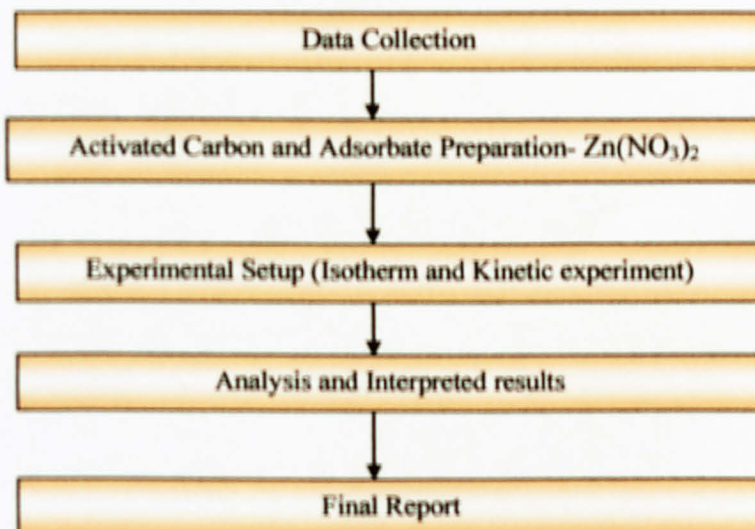 Data Collection
Activated Carbon and Adsorbate Preparation- Zn(NO₃)₂
Experimental Setup (Isotherm and Kinetic experiment)
Analysis and Interpreted results
Final Report